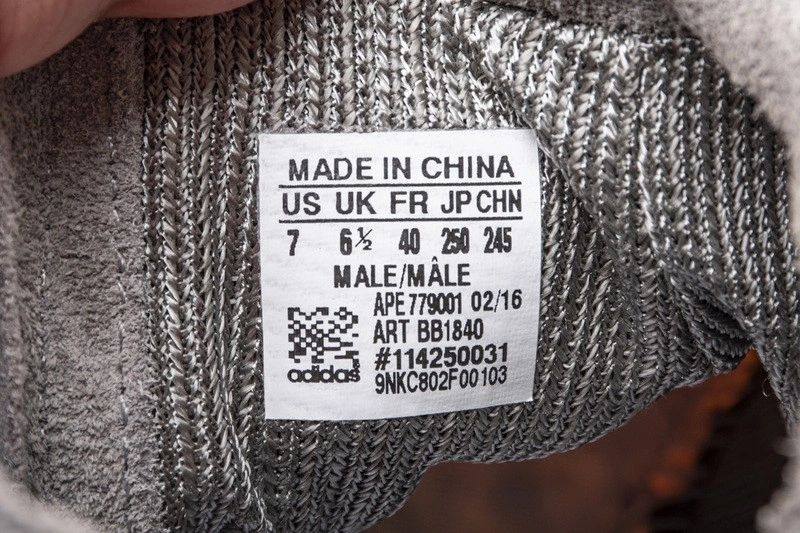 MADE IN CHINA
US UK FR JP CHN
7 6½ 40 250 245
MALE/MÂLE
APE 779001 02/16
ART BB1840
#114250031
adidas 9NKC802F00103